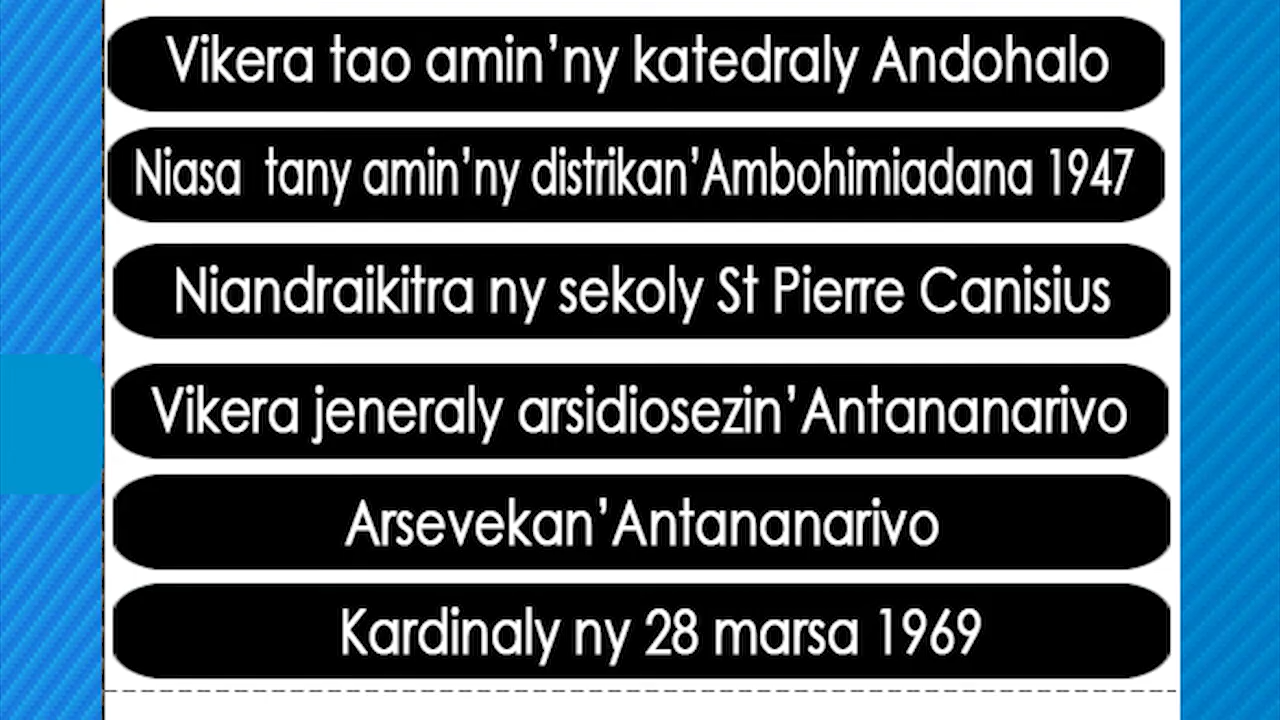 Vikera tao amin’ny katedraly Andohalo
Niasa tany amin’ny distrikan’Ambohimiadana 1947
Niandraikitra ny sekoly St Pierre Canisius
Vikera jeneraly arsidiosezin’Antananarivo
Arsevekan’Antananarivo
Kardinaly ny 28 marsa 1969